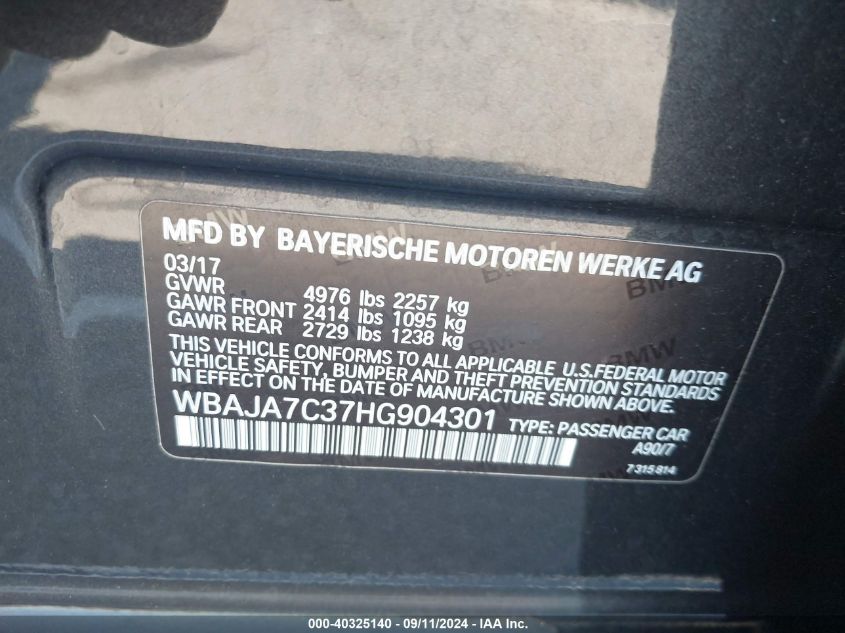 MFD BY BAYERISCHE MOTOREN WERKE AG
03/17
GVWR 4976 lbs 2257 kg
GAWR FRONT 2414 lbs 1095 kg
GAWR REAR 2729 lbs 1238 kg
THIS VEHICLE CONFORMS TO ALL APPLICABLE U.S.FEDERAL MOTOR
VEHICLE SAFETY, BUMPER AND THEFT PREVENTION STANDARDS
IN EFFECT ON THE DATE OF MANUFACTURE SHOWN ABOVE.
WBAJA7C37HG904301 TYPE: PASSENGER CAR
A90/7
7315814
000-40325140 - 09/11/2024 - IAA Inc.